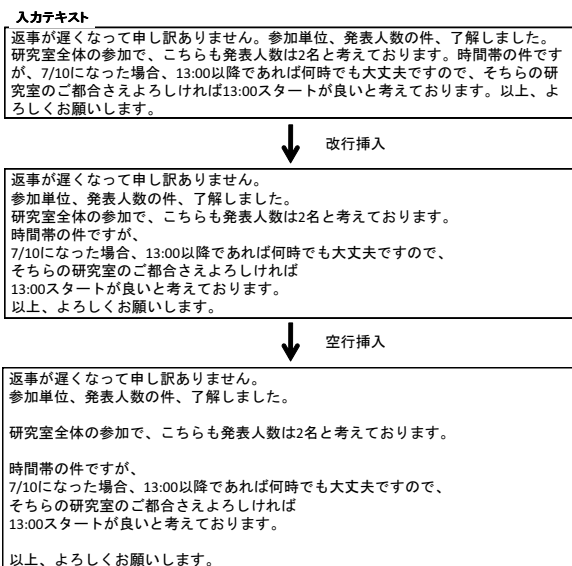 入力テキスト
返事が遅くなって申し訳ありません。参加単位、発表人数の件、了解しました。
研究室全体の参加で、こちらも発表人数は2名と考えております。時間帯の件です
が、7/10になった場合、13:00以降であれば何時でも大丈夫ですので、そちらの研
究室のご都合さえよろしければ13:00スタートが良いと考えております。以上、よ
ろしくお願いします。
改行挿入
返事が遅くなって申し訳ありません。
参加単位、発表人数の件、了解しました。
研究室全体の参加で、こちらも発表人数は2名と考えております。
時間帯の件ですが、
7/10になった場合、13:00以降であれば何時でも大丈夫ですので、
そちらの研究室のご都合さえよろしければ
13:00スタートが良いと考えております。
以上、よろしくお願いします。
空行挿入
返事が遅くなって申し訳ありません。
参加単位、発表人数の件、了解しました。
研究室全体の参加で、こちらも発表人数は2名と考えております。
時間帯の件ですが、
7/10になった場合、13:00以降であれば何時でも大丈夫ですので、
そちらの研究室のご都合さえよろしければ
13:00スタートが良いと考えております。
以上、よろしくお願いします。